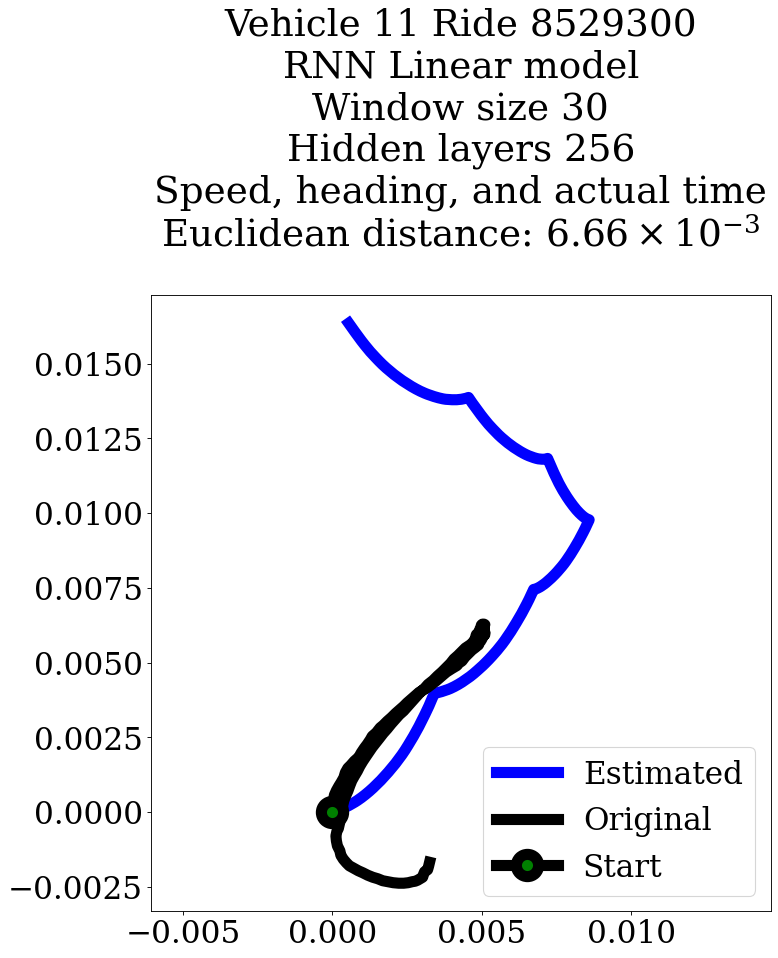 Vehicle 11 Ride 8529300
RNN Linear model
Window size 30
Hidden layers 256
Speed, heading, and actual time
Euclidean distance: 6.66 × 10⁻³
0.0150
0.0125
0.0100
0.0075
0.0050
0.0025
0.0000
−0.0025
Estimated
Original
Start
−0.005
0.000
0.005
0.010